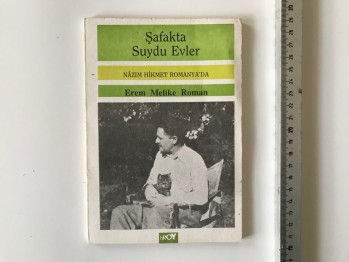 Şafakta
Suydu Evler
NÂZIM HİKMET ROMANYA'DA
Erem Melike Roman